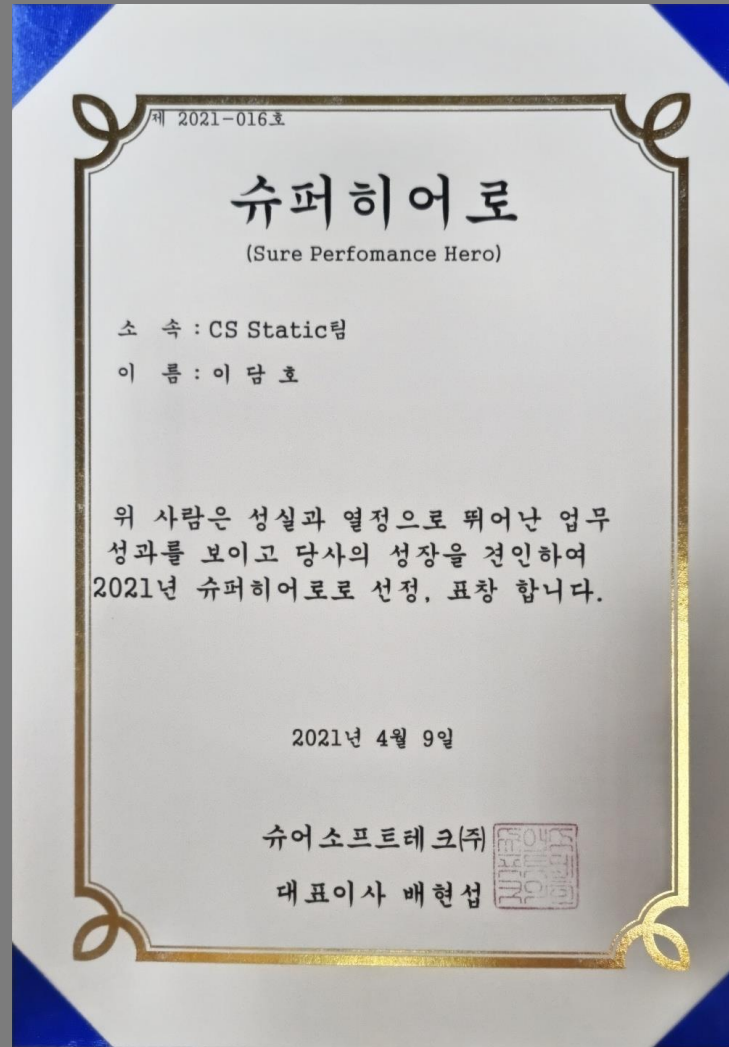 제 2021-016호
슈퍼히어로
(Sure Perfomance Hero)
소 속 : CS Static팀
이 름 : 이 담 호
위 사람은 성실과 열정으로 뛰어난 업무
성과를 보이고 당사의 성장을 견인하여
2021년 슈퍼히어로로 선정, 표창 합니다.
2021년 4월 9일
슈어소프트테크(주)
대표이사 배현섭